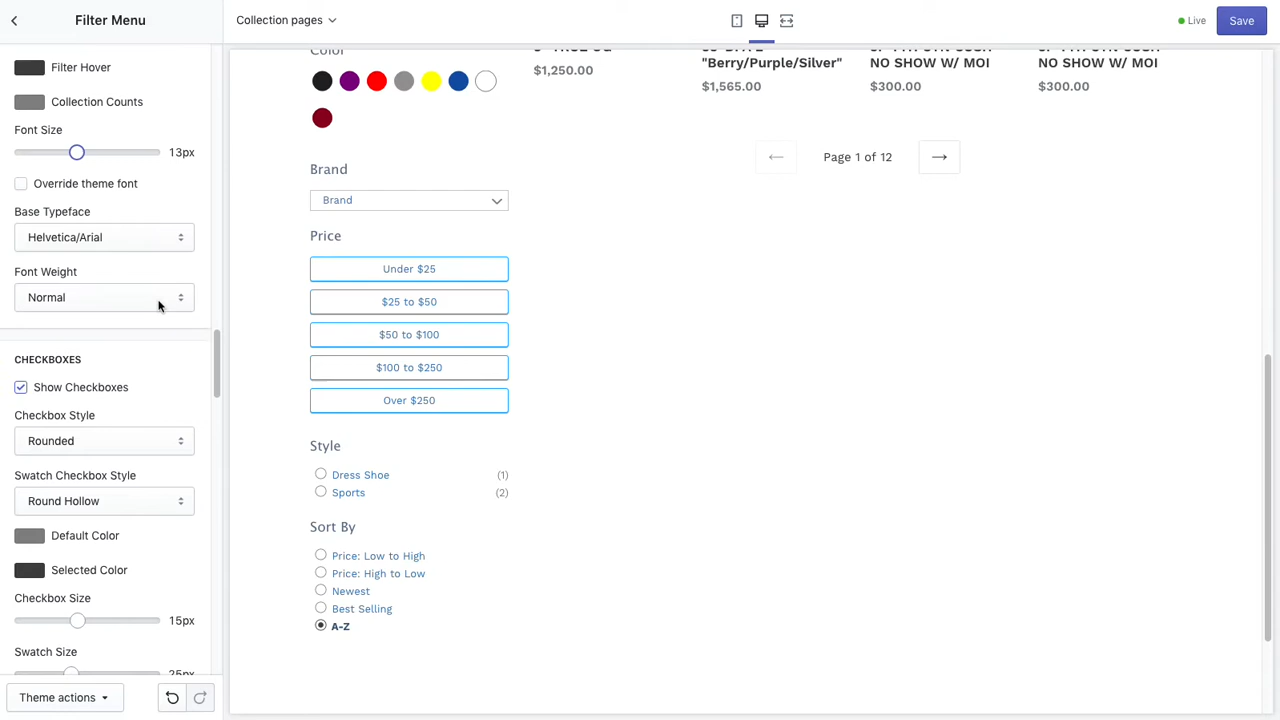 Filter Menu
Collection pages
Live
Save
Filter Hover
Collection Counts
Font Size
13px
Override theme font
Base Typeface
Helvetica/Arial
Font Weight
Normal
CHECKBOXES
Show Checkboxes
Checkbox Style
Rounded
Swatch Checkbox Style
Round Hollow
Default Color
Selected Color
Checkbox Size
15px
Swatch Size
25px
Theme actions
Color
Brand
Brand
Price
Under $25
$25 to $50
$50 to $100
$100 to $250
Over $250
Style
Dress Shoe (1)
Sports (2)
Sort By
Price: Low to High
Price: High to Low
Newest
Best Selling
A-Z
$1,250.00
"Berry/Purple/Silver"
$1,565.00
NO SHOW W/ MOI
$300.00
NO SHOW W/ MOI
$300.00
Page 1 of 12